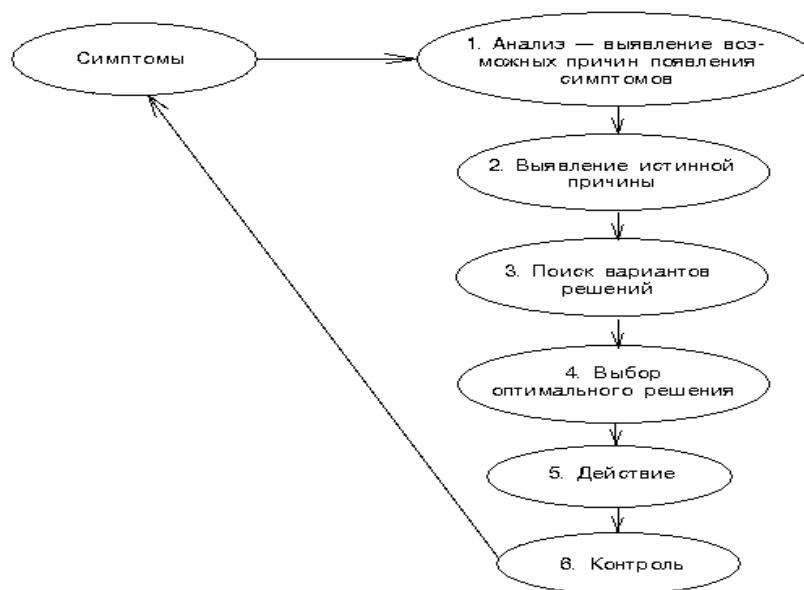 Симптомы
1. Анализ — выявление воз-
можных причин появления
симптомов
2. Выявление истинной
причины
3. Поиск вариантов
решений
4. Выбор
оптимального решения
5. Действие
6. Контроль